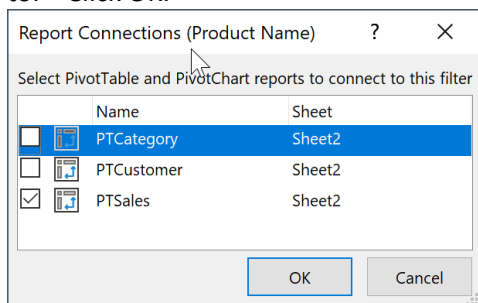 Report Connections (Product Name) ? ×
Select PivotTable and PivotChart reports to connect to this filter
Name Sheet
PTCategory Sheet2
PTCustomer Sheet2
PTSales Sheet2
OK Cancel